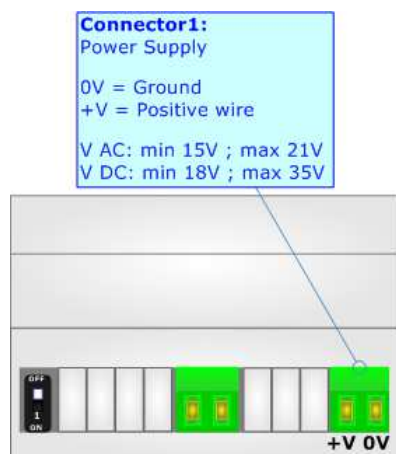 Connector1:
Power Supply
0V = Ground
+V = Positive wire
V AC: min 15V ; max 21V
V DC: min 18V ; max 35V
OFF
1
ON
+V 0V